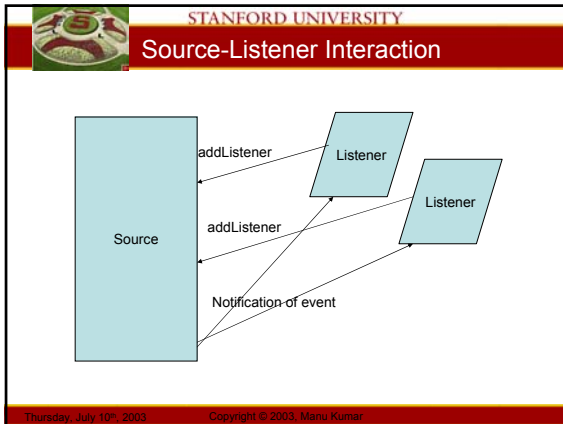 STANFORD UNIVERSITY
Source-Listener Interaction
addListener
Listener
Listener
addListener
Source
Notification of event
Thursday, July 10th, 2003 Copyright © 2003, Manu Kumar